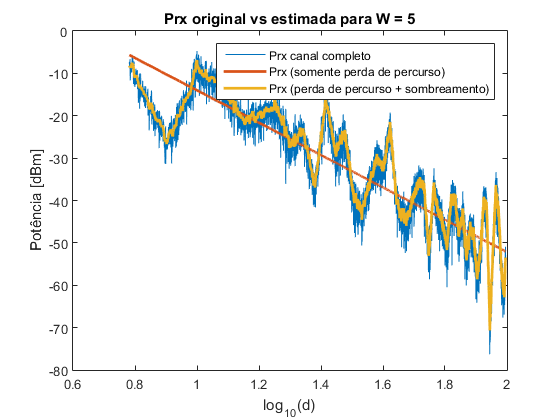 Prx original vs estimada para W = 5
Prx canal completo
Prx (somente perda de percurso)
Prx (perda de percurso + sombreamento)
Potência [dBm]
0
-10
-20
-30
-40
-50
-60
-70
-80
0.6
0.8
1
1.2
1.4
1.6
1.8
2
log10(d)